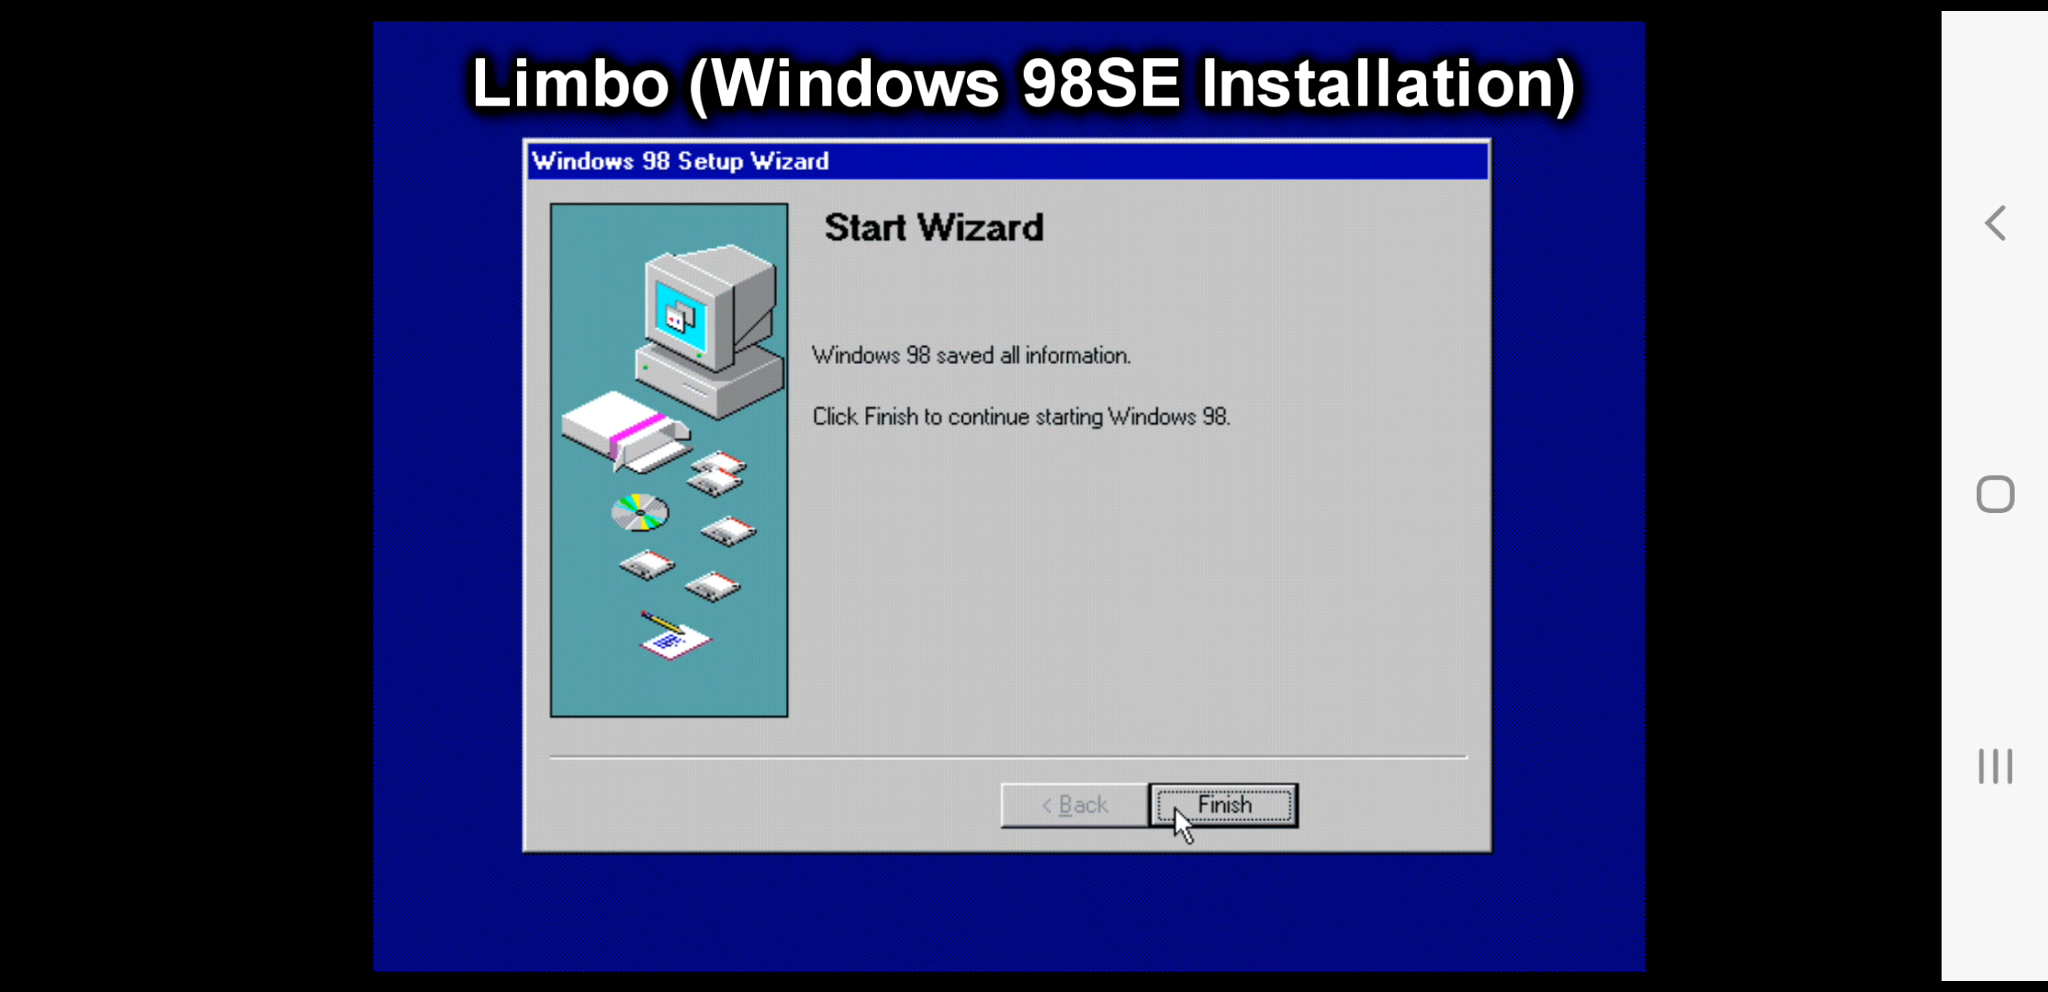 Limbo (Windows 98SE Installation)
Windows 98 Setup Wizard
Start Wizard
Windows 98 saved all information.
Click Finish to continue starting Windows 98.
< Back
Finish